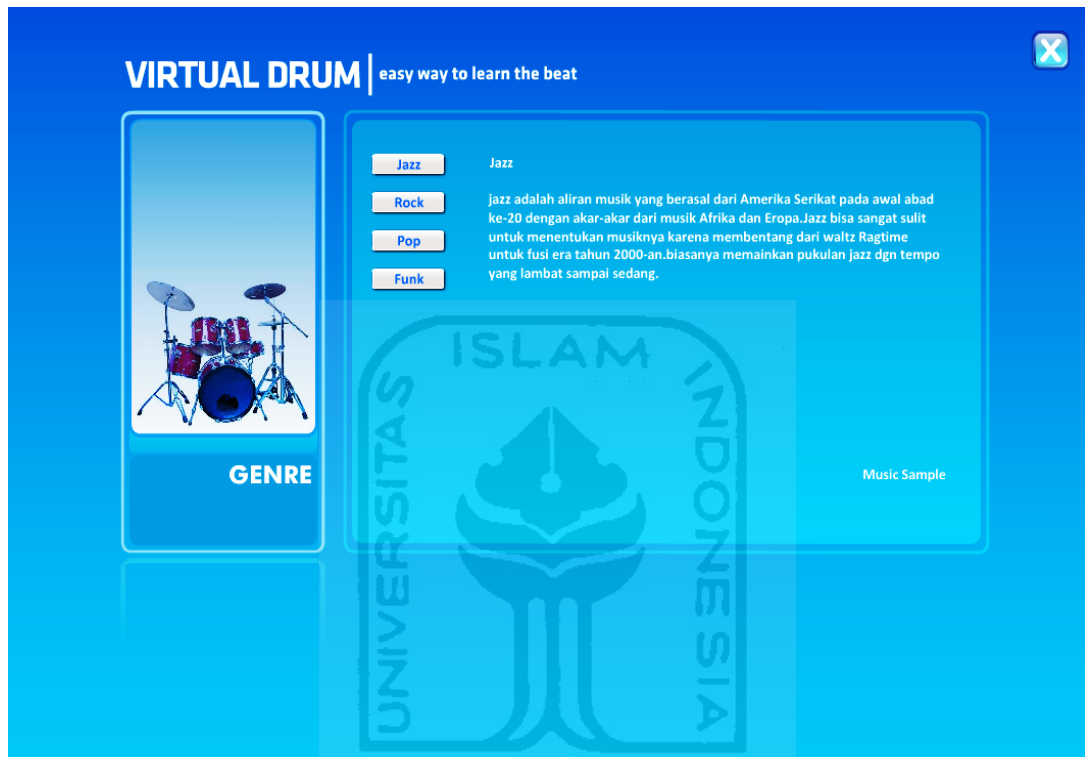 VIRTUAL DRUM
easy way to learn the beat
X
GENRE
Jazz
Rock
Pop
Funk
Jazz
jazz adalah aliran musik yang berasal dari Amerika Serikat pada awal abad
ke-20 dengan akar-akar dari musik Afrika dan Eropa.Jazz bisa sangat sulit
untuk menentukan musiknya karena membentang dari waltz Ragtime
untuk fusi era tahun 2000-an.biasanya memainkan pukulan jazz dgn tempo
yang lambat sampai sedang.
Music Sample
UNIVERSITAS
ISLAM
INDONESIA